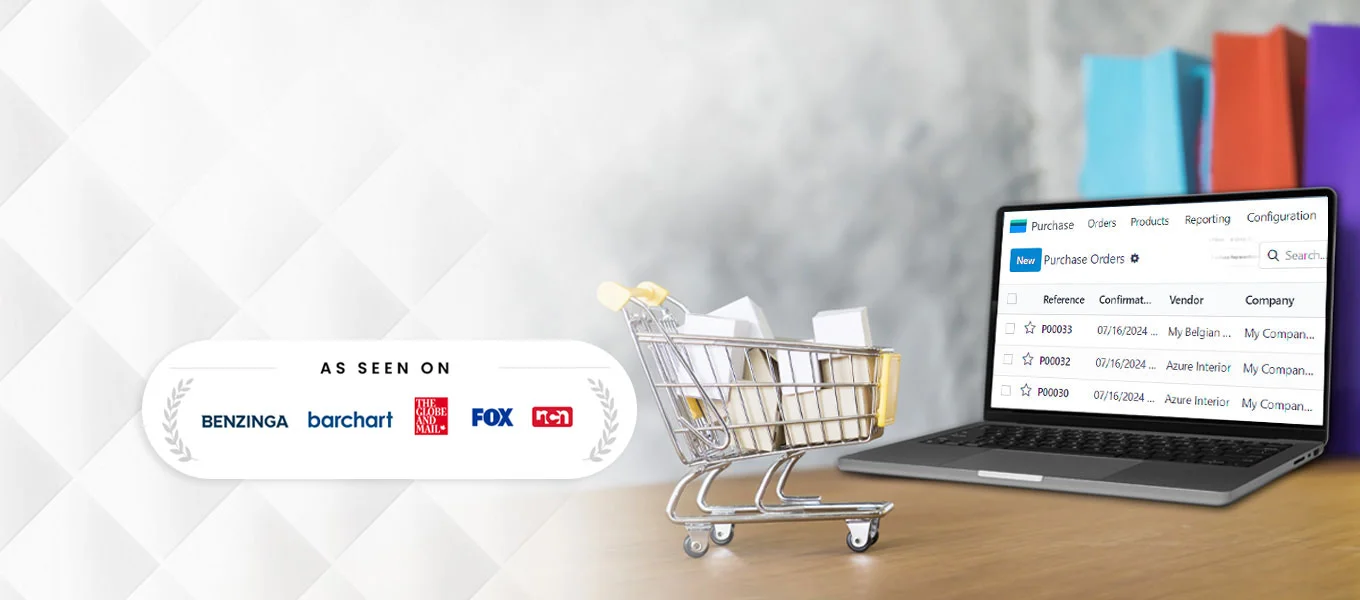 AS SEEN ON
BENZINGA barchart THE GLOBE AND MAIL FOX rcn
Purchase Orders Products Reporting Configuration
New Purchase Orders Search...
Reference Confirmat... Vendor Company
P00033 07/16/2024 ... My Belgian ... My Compan...
P00032 07/16/2024 ... Azure Interior My Compan...
P00030 07/16/2024 ... Azure Interior My Compan...